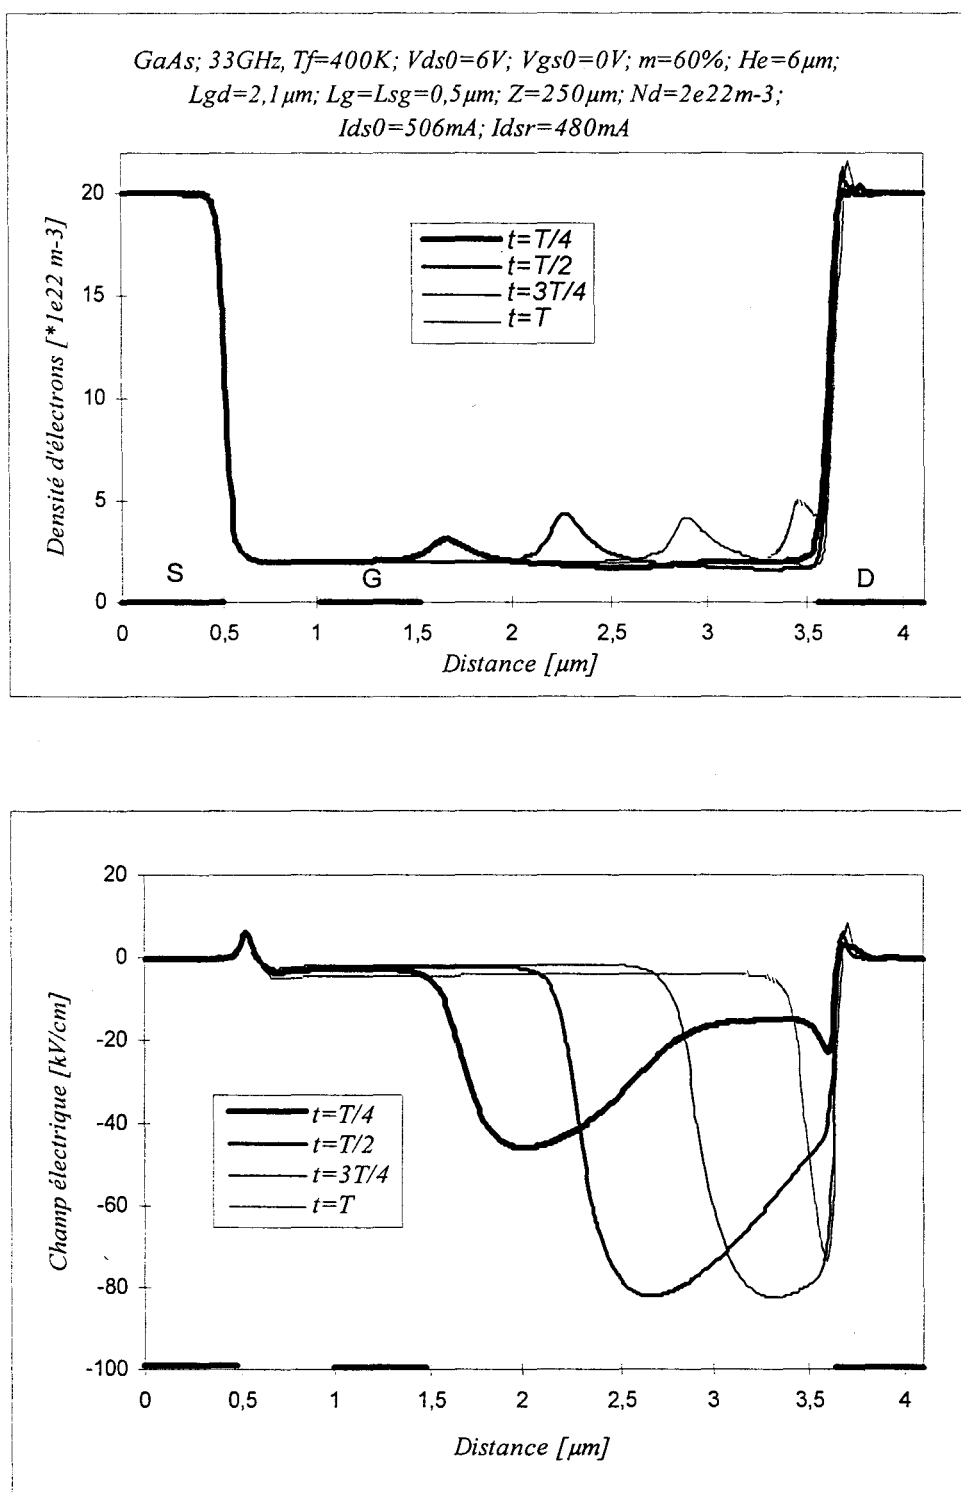 GaAs; 33GHz, Tf=400K; Vds0=6V; Vgs0=0V; m=60%; He=6µm;
Lgd=2,1µm; Lg=Lsg=0,5µm; Z=250µm; Nd=2e22m-3;
Ids0=506mA; Idsr=480mA
Densité d'électrons [*1e22 m-3]
20
15
10
5
0
t=T/4
t=T/2
t=3T/4
t=T
S
G
D
0 0,5 1 1,5 2 2,5 3 3,5 4
Distance [µm]
Champ électrique [kV/cm]
20
0
-20
-40
-60
-80
-100
t=T/4
t=T/2
t=3T/4
t=T
0 0,5 1 1,5 2 2,5 3 3,5 4
Distance [µm]